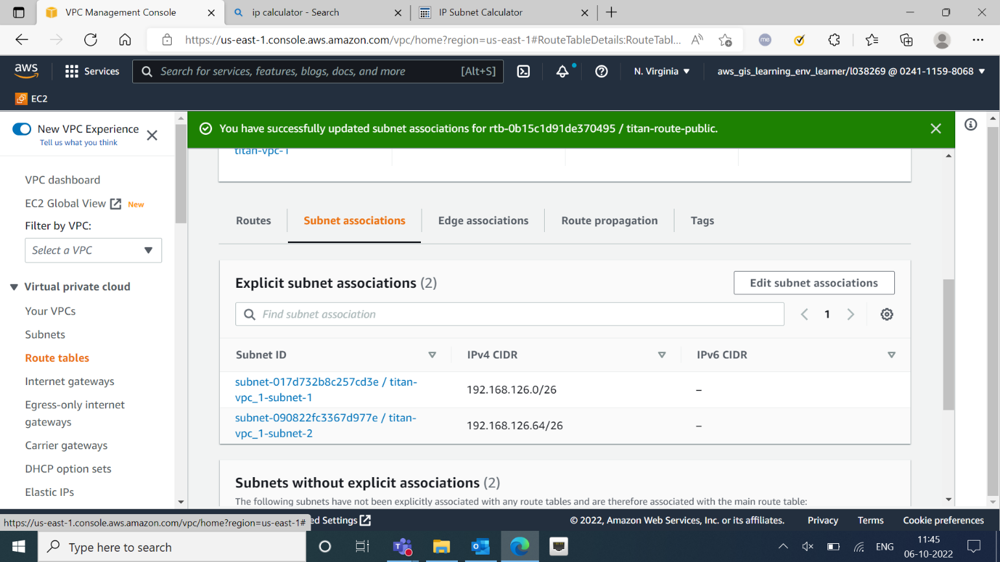 VPC Management Console
ip calculator - Search
IP Subnet Calculator
https://us-east-1.console.aws.amazon.com/vpc/home?region=us-east-1#RouteTableDetails:RouteTabl...
me
aws
Services
Search for services, features, blogs, docs, and more
[Alt+S]
N. Virginia
aws_gis_learning_env_learner/l038269 @ 0241-1159-8068
EC2
New VPC Experience
Tell us what you think
You have successfully updated subnet associations for rtb-0b15c1d91de370495 / titan-route-public.
titan-vpc-1
VPC dashboard
EC2 Global View
New
Filter by VPC:
Select a VPC
Virtual private cloud
Your VPCs
Subnets
Route tables
Internet gateways
Egress-only internet
gateways
Carrier gateways
DHCP option sets
Elastic IPs
Routes
Subnet associations
Edge associations
Route propagation
Tags
Explicit subnet associations (2)
Edit subnet associations
Find subnet association
1
Subnet ID
IPv4 CIDR
IPv6 CIDR
subnet-017d732b8c257cd3e / titan-
vpc_1-subnet-1
192.168.126.0/26
–
subnet-090822fc3367d977e / titan-
vpc_1-subnet-2
192.168.126.64/26
–
Subnets without explicit associations (2)
The following subnets have not been explicitly associated with any route tables and are therefore associated with the main route table:
https://us-east-1.console.aws.amazon.com/vpc/home?region=us-east-1#
ed Settings
© 2022, Amazon Web Services, Inc. or its affiliates.
Privacy
Terms
Cookie preferences
Type here to search
ENG
11:45
06-10-2022